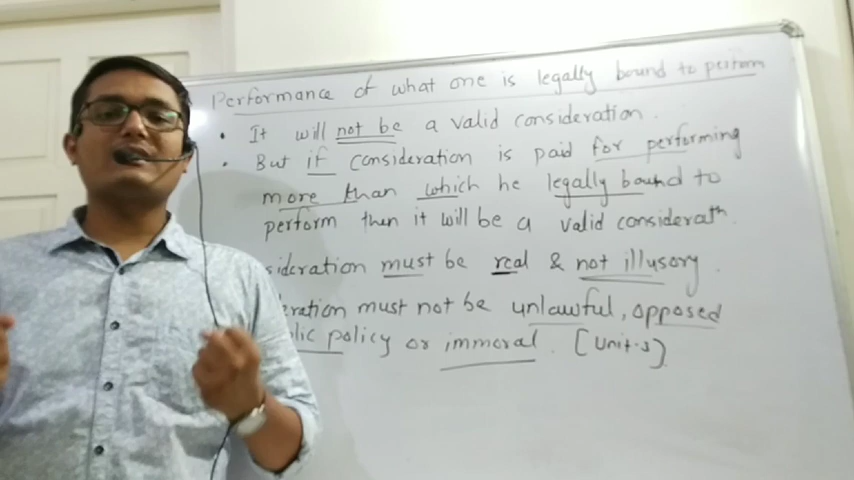 Performance of what one is legally bound to perform
• It will not be a valid consideration.
• But if consideration is paid for performing
more than which he legally bound to
perform then it will be a valid considerath.
sideration must be real & not illusory.
eration must not be unlawful, opposed
lic policy or immoral. [Unit-3]